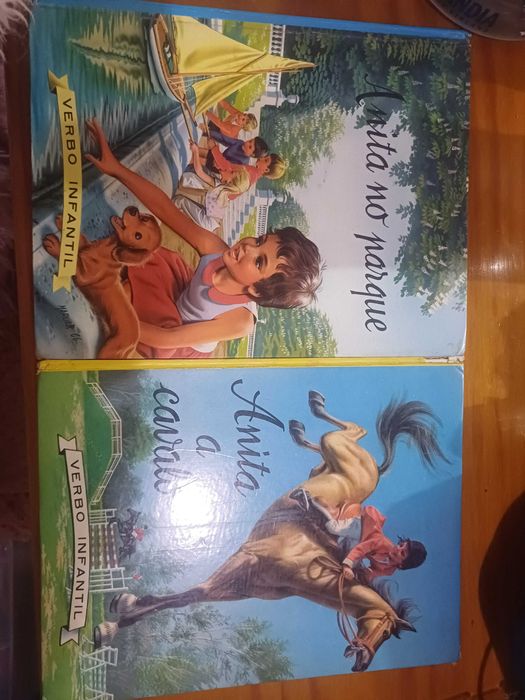 Anita no parque
VERBO INFANTIL
Anita
a
cavalo
VERBO INFANTIL